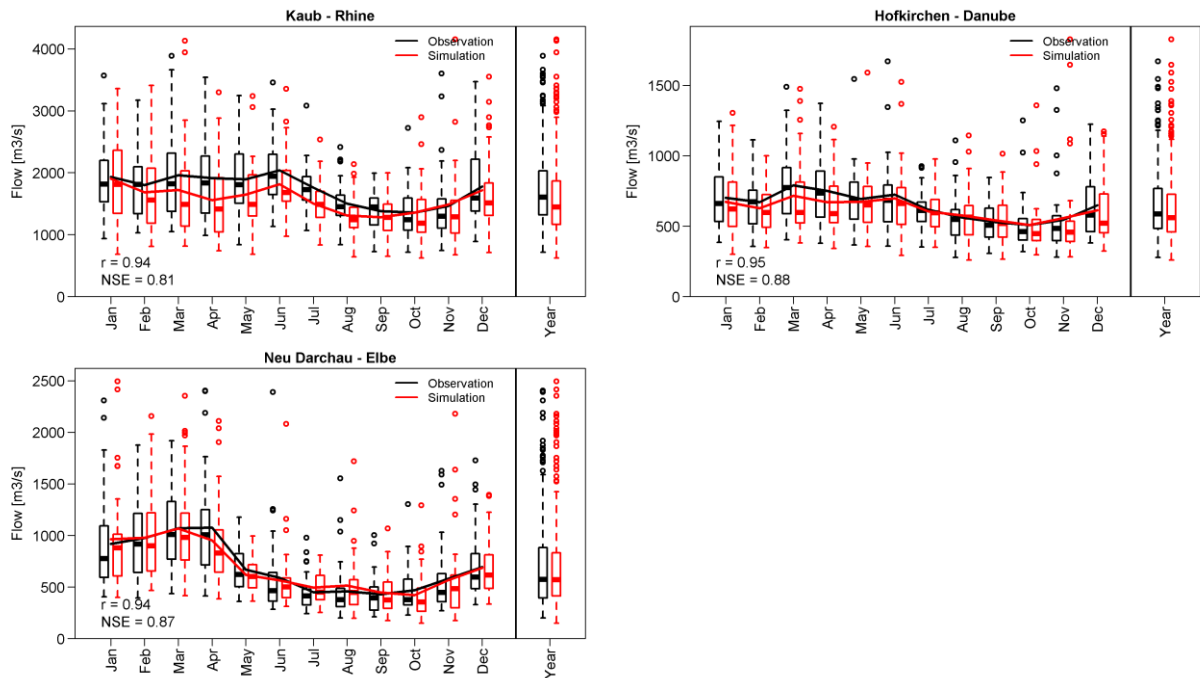 Kaub - Rhine
Flow [m3/s]
4000
3000
2000
1000
0
Observation
Simulation
r = 0.94
NSE = 0.81
Jan Feb Mar Apr May Jun Jul Aug Sep Oct Nov Dec Year
Hofkirchen - Danube
Flow [m3/s]
1500
1000
500
0
Observation
Simulation
r = 0.95
NSE = 0.88
Jan Feb Mar Apr May Jun Jul Aug Sep Oct Nov Dec Year
Neu Darchau - Elbe
Flow [m3/s]
2500
2000
1500
1000
500
0
Observation
Simulation
r = 0.94
NSE = 0.87
Jan Feb Mar Apr May Jun Jul Aug Sep Oct Nov Dec Year